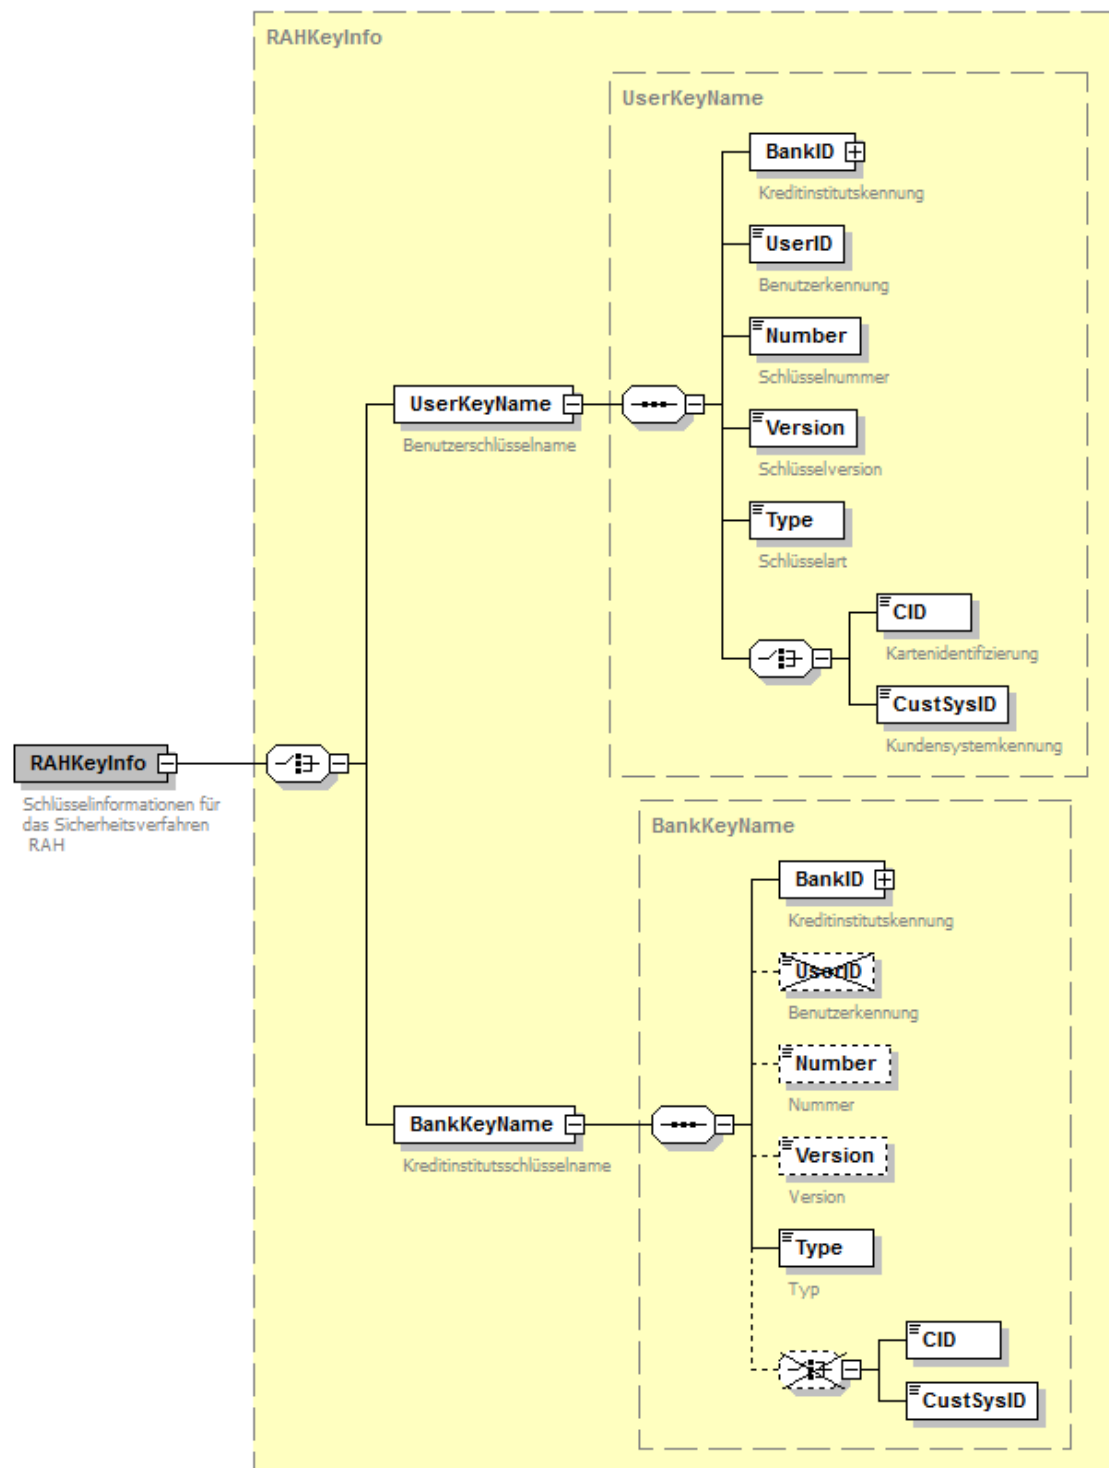 RAHKeyInfo
UserKeyName
BankID
Kreditinstitutskennung
UserID
Benutzerkennung
Number
Schlüsselnummer
UserKeyName
Benutzerschlüsselname
Version
Schlüsselversion
Type
Schlüsselart
CID
Kartenidentifizierung
CustSysID
Kundensystemkennung
RAHKeyInfo
Schlüsselinformationen für
das Sicherheitsverfahren
RAH
BankKeyName
BankID
Kreditinstitutskennung
UserID
Benutzerkennung
Number
Nummer
BankKeyName
Kreditinstitutsschlüsselname
Version
Version
Type
Typ
CID
CustSysID